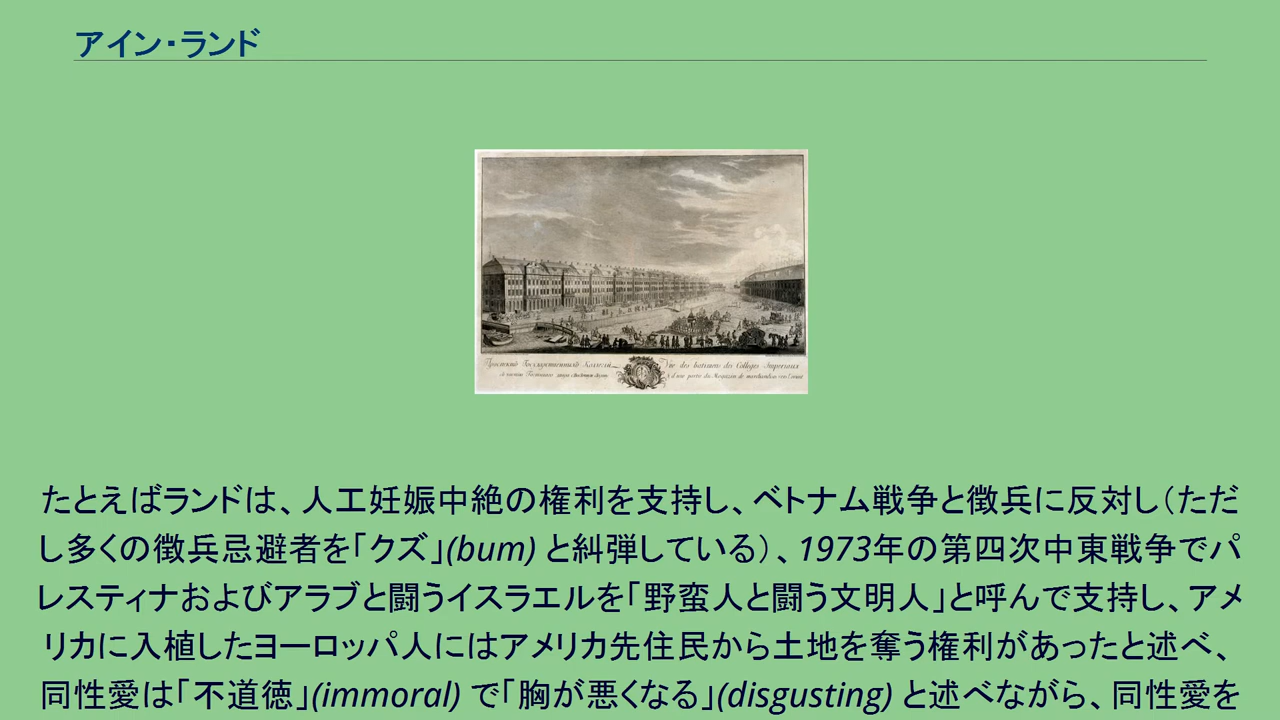 アイン・ランド
Vue des batimens des Colleges Imperiaux
たとえばランドは、人工妊娠中絶の権利を支持し、ベトナム戦争と徴兵に反対し（ただ
し多くの徴兵忌避者を「クズ」(bum) と糾弾している）、1973年の第四次中東戦争でパ
レスティナおよびアラブと闘うイスラエルを「野蛮人と闘う文明人」と呼んで支持し、アメ
リカに入植したヨーロッパ人にはアメリカ先住民から土地を奪う権利があったと述べ、
同性愛は「不道徳」(immoral) で「胸が悪くなる」(disgusting) と述べながら、同性愛を